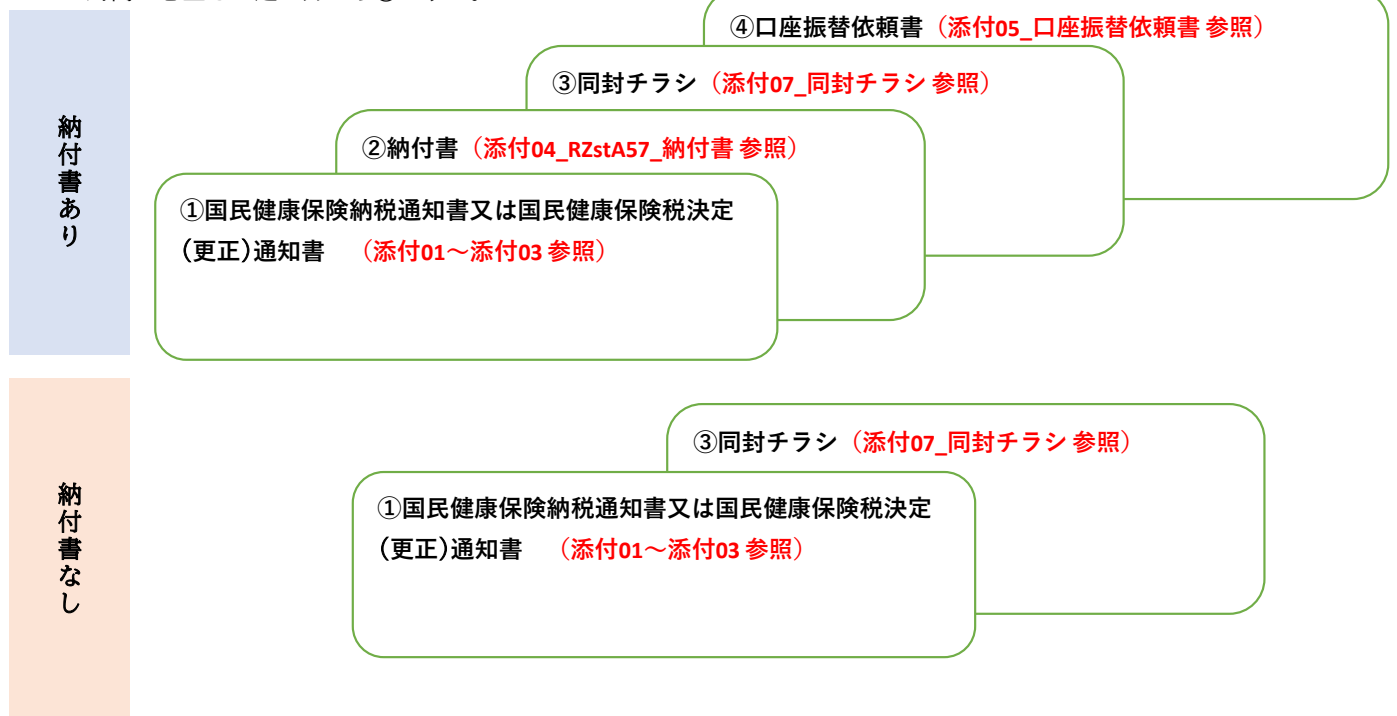 ④口座振替依頼書（添付05_口座振替依頼書 参照）
③同封チラシ（添付07_同封チラシ 参照）
②納付書（添付04_RZstA57_納付書 参照）
①国民健康保険納税通知書又は国民健康保険税決定
（更正）通知書　（添付01～添付03 参照）
納付書あり
③同封チラシ（添付07_同封チラシ 参照）
①国民健康保険納税通知書又は国民健康保険税決定
（更正）通知書　（添付01～添付03 参照）
納付書なし